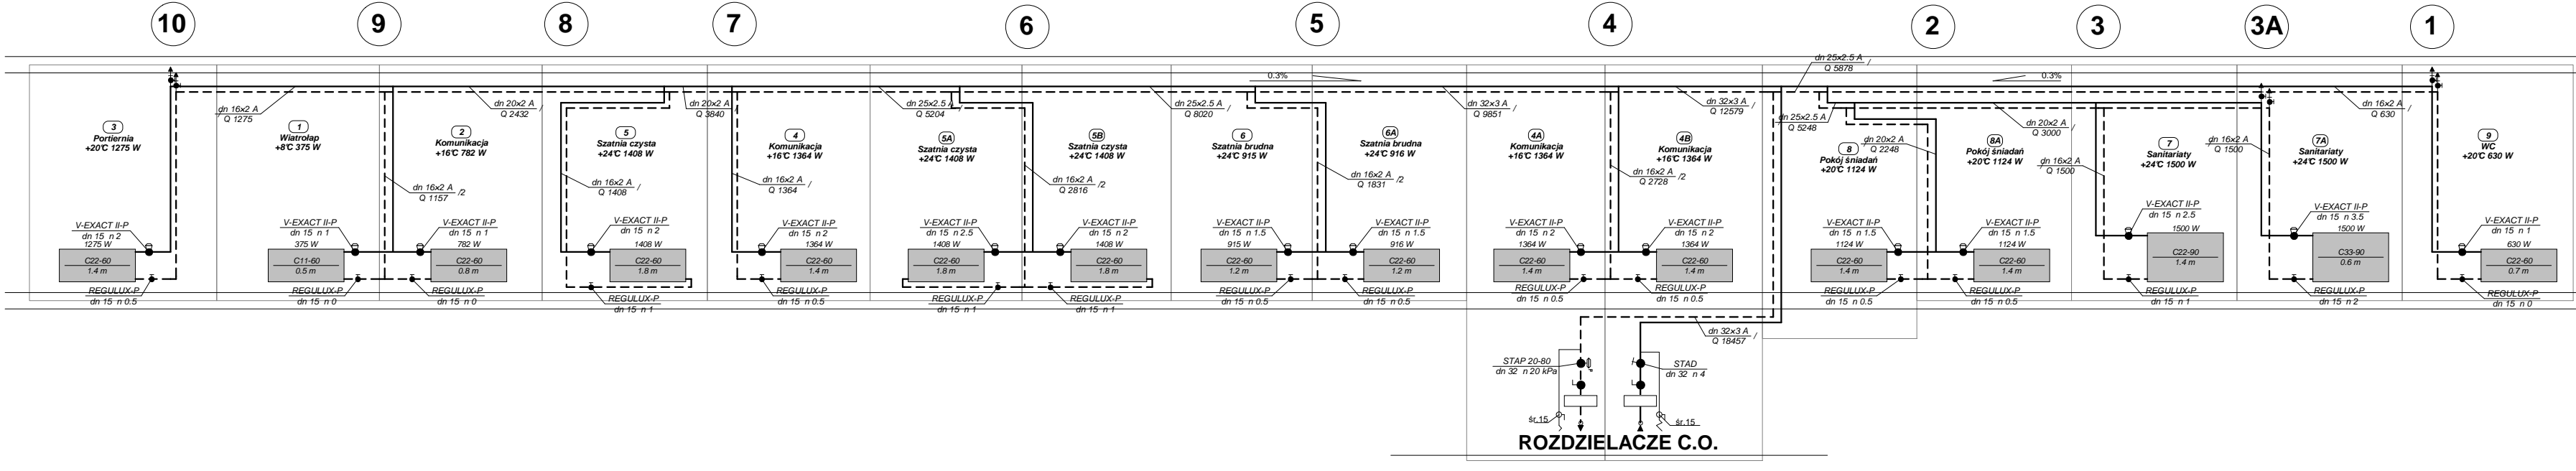 10
9
8
7
6
5
4
2
3
3A
1
0.3%
dn 25x2.5 A /
Q 5878
0.3%
dn 16x2 A /
Q 1275
dn 20x2 A /
Q 2432
dn 20x2 A /
Q 3840
dn 25x2.5 A /
Q 5204
dn 25x2.5 A /
Q 8020
dn 32x3 A /
Q 9851
dn 32x3 A /
Q 12579
dn 25x2.5 A /
Q 5248
dn 20x2 A /
Q 3000
dn 16x2 A /
Q 630
3
Portiernia
+20°C 1275 W
1
Wiatrołap
+8°C 375 W
2
Komunikacja
+16°C 782 W
5
Szatnia czysta
+24°C 1408 W
4
Komunikacja
+16°C 1364 W
5A
Szatnia czysta
+24°C 1408 W
5B
Szatnia czysta
+24°C 1408 W
6
Szatnia brudna
+24°C 915 W
6A
Szatnia brudna
+24°C 916 W
4A
Komunikacja
+16°C 1364 W
4B
Komunikacja
+16°C 1364 W
8
Pokój śniadań
+20°C 1124 W
dn 20x2 A /
Q 2248
8A
Pokój śniadań
+20°C 1124 W
7
Sanitariaty
+24°C 1500 W
dn 16x2 A /
Q 1500
7A
Sanitariaty
+24°C 1500 W
9
WC
+20°C 630 W
dn 16x2 A /2
Q 1157
dn 16x2 A /
Q 1408
dn 16x2 A /
Q 1364
dn 16x2 A /2
Q 2816
dn 16x2 A /2
Q 1831
dn 16x2 A /2
Q 2728
dn 16x2 A /
Q 1500
V-EXACT II-P
dn 15 n 2
1275 W
C22-60
1.4 m
REGULUX-P
dn 15 n 0.5
V-EXACT II-P
dn 15 n 1
375 W
C11-60
0.5 m
REGULUX-P
dn 15 n 0
V-EXACT II-P
dn 15 n 1
782 W
C22-60
0.8 m
REGULUX-P
dn 15 n 0
V-EXACT II-P
dn 15 n 2
1408 W
C22-60
1.8 m
REGULUX-P
dn 15 n 1
V-EXACT II-P
dn 15 n 2
1364 W
C22-60
1.4 m
REGULUX-P
dn 15 n 0.5
V-EXACT II-P
dn 15 n 2.5
1408 W
C22-60
1.8 m
REGULUX-P
dn 15 n 1
V-EXACT II-P
dn 15 n 2
1408 W
C22-60
1.8 m
REGULUX-P
dn 15 n 1
V-EXACT II-P
dn 15 n 1.5
915 W
C22-60
1.2 m
REGULUX-P
dn 15 n 0.5
V-EXACT II-P
dn 15 n 1.5
916 W
C22-60
1.2 m
REGULUX-P
dn 15 n 0.5
V-EXACT II-P
dn 15 n 2
1364 W
C22-60
1.4 m
REGULUX-P
dn 15 n 0.5
V-EXACT II-P
dn 15 n 2
1364 W
C22-60
1.4 m
REGULUX-P
dn 15 n 0.5
V-EXACT II-P
dn 15 n 1.5
1124 W
C22-60
1.4 m
REGULUX-P
dn 15 n 0.5
V-EXACT II-P
dn 15 n 1.5
1124 W
C22-60
1.4 m
REGULUX-P
dn 15 n 0.5
V-EXACT II-P
dn 15 n 2.5
1500 W
C22-90
1.4 m
REGULUX-P
dn 15 n 1
V-EXACT II-P
dn 15 n 3.5
1500 W
C33-90
0.6 m
REGULUX-P
dn 15 n 2
V-EXACT II-P
dn 15 n 1
630 W
C22-60
0.7 m
REGULUX-P
dn 15 n 0
dn 32x3 A /
Q 18457
STAP 20-80
dn 32 n 20 kPa
STAD
dn 32 n 4
śr.15
śr.15
ROZDZIELACZE C.O.